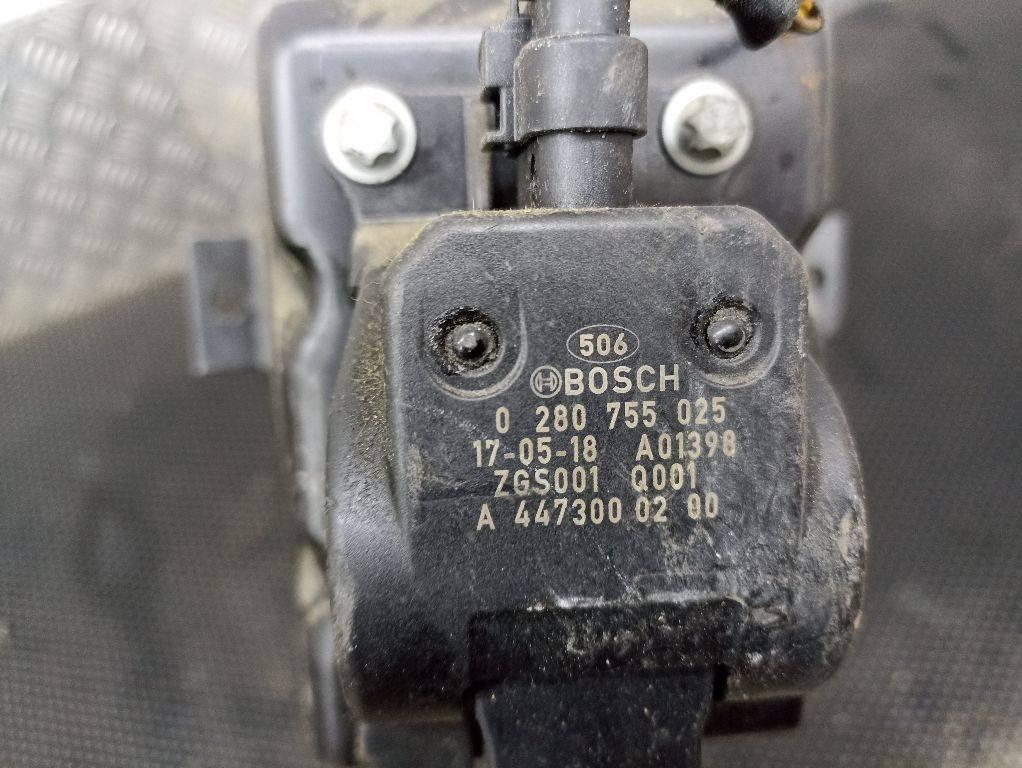 506
BOSCH
0 280 755 025
17-05-18 A01398
ZGS001 Q001
A 447300 02 00